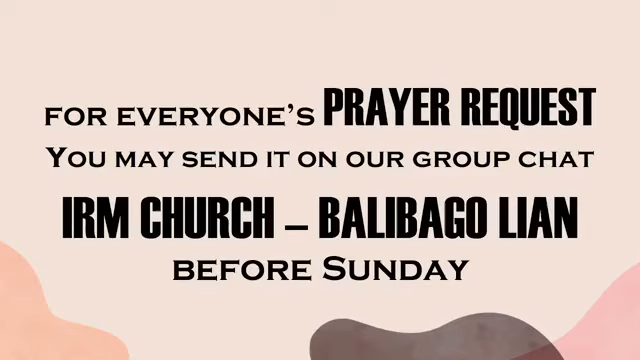 FOR EVERYONE'S PRAYER REQUEST
YOU MAY SEND IT ON OUR GROUP CHAT
IRM CHURCH – BALIBAGO LIAN
BEFORE SUNDAY